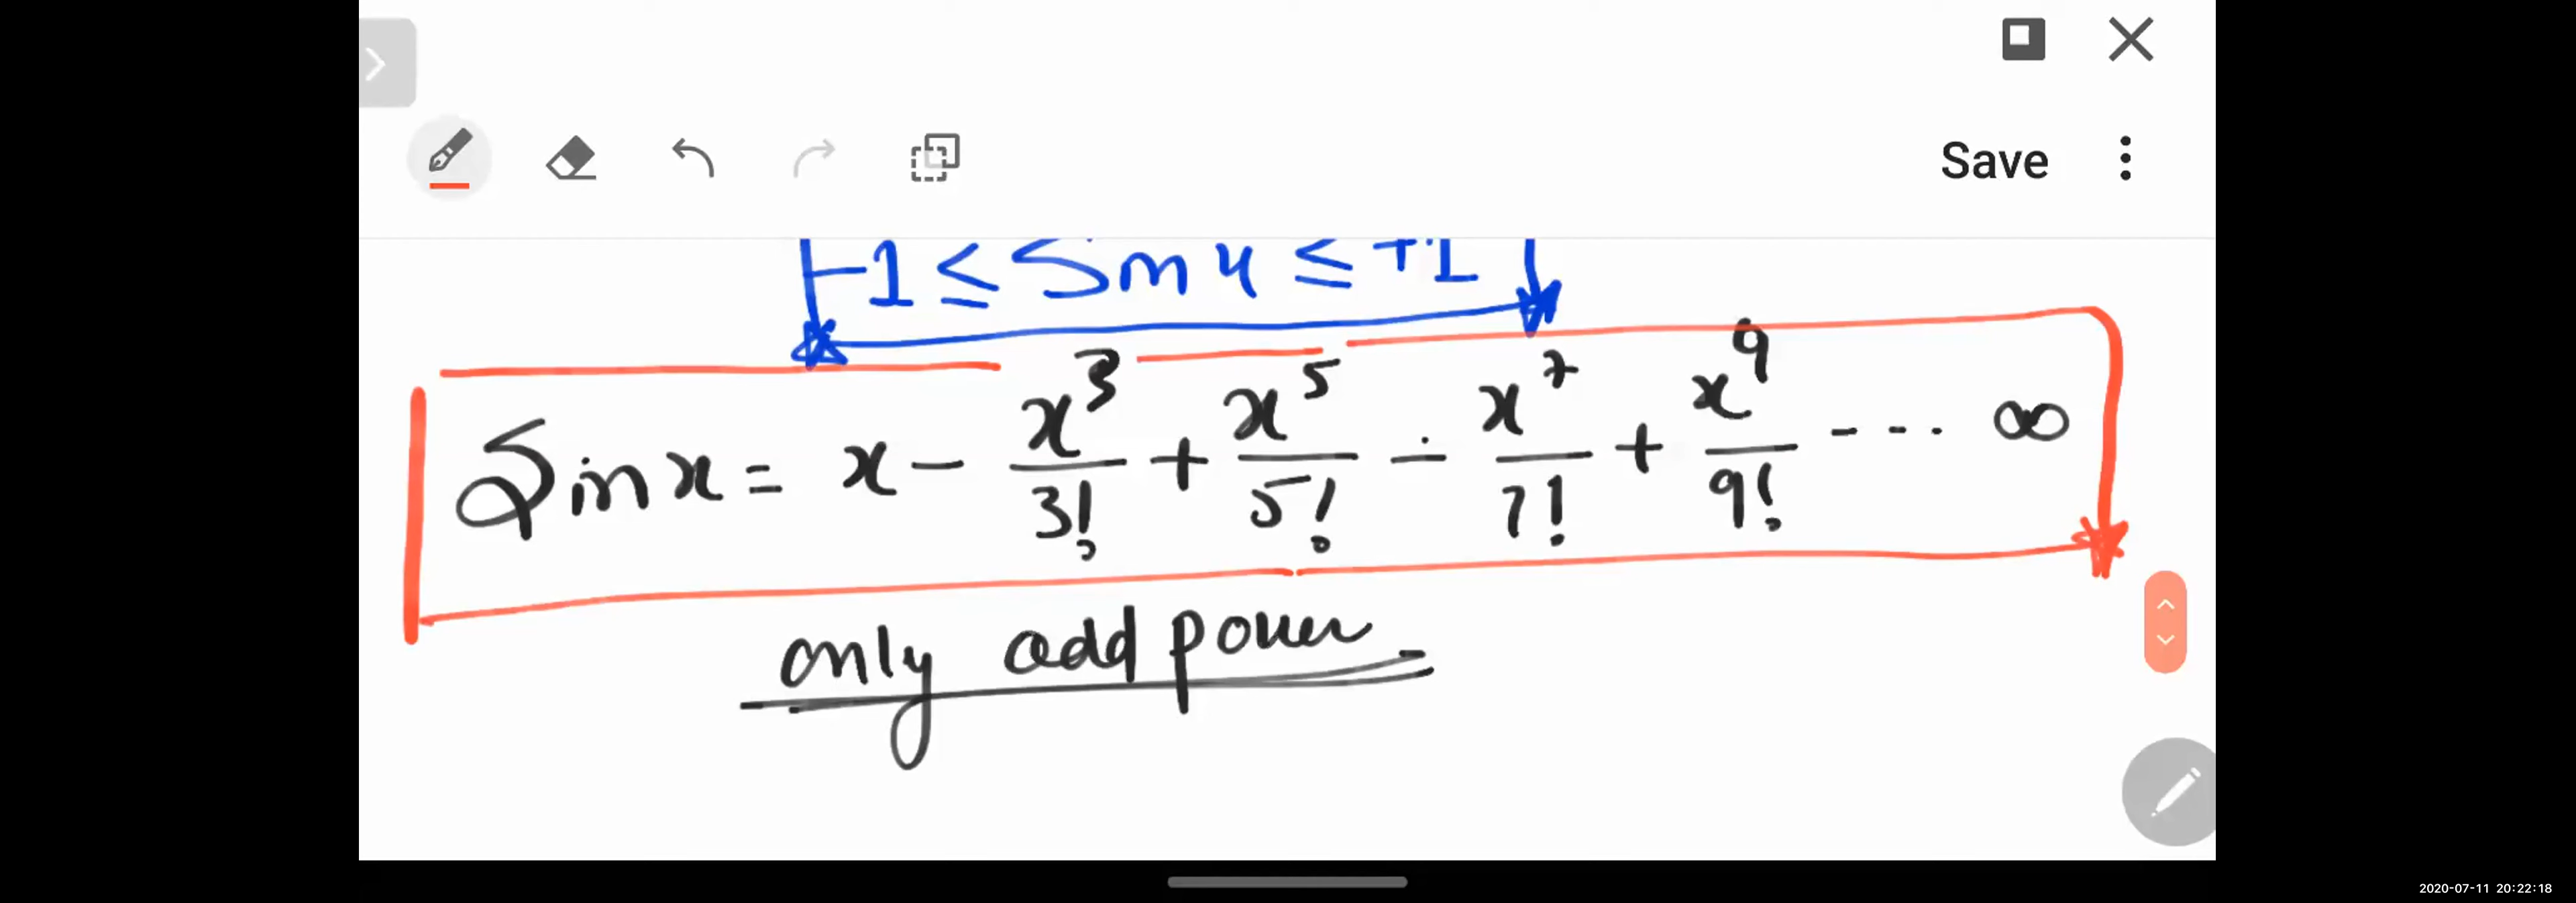 Save
-1 ≤ Sin x ≤ +1
Sin x = x - x³/3! + x⁵/5! - x⁷/7! + x⁹/9! ---- ∞
only odd power
2020-07-11 20:22:18